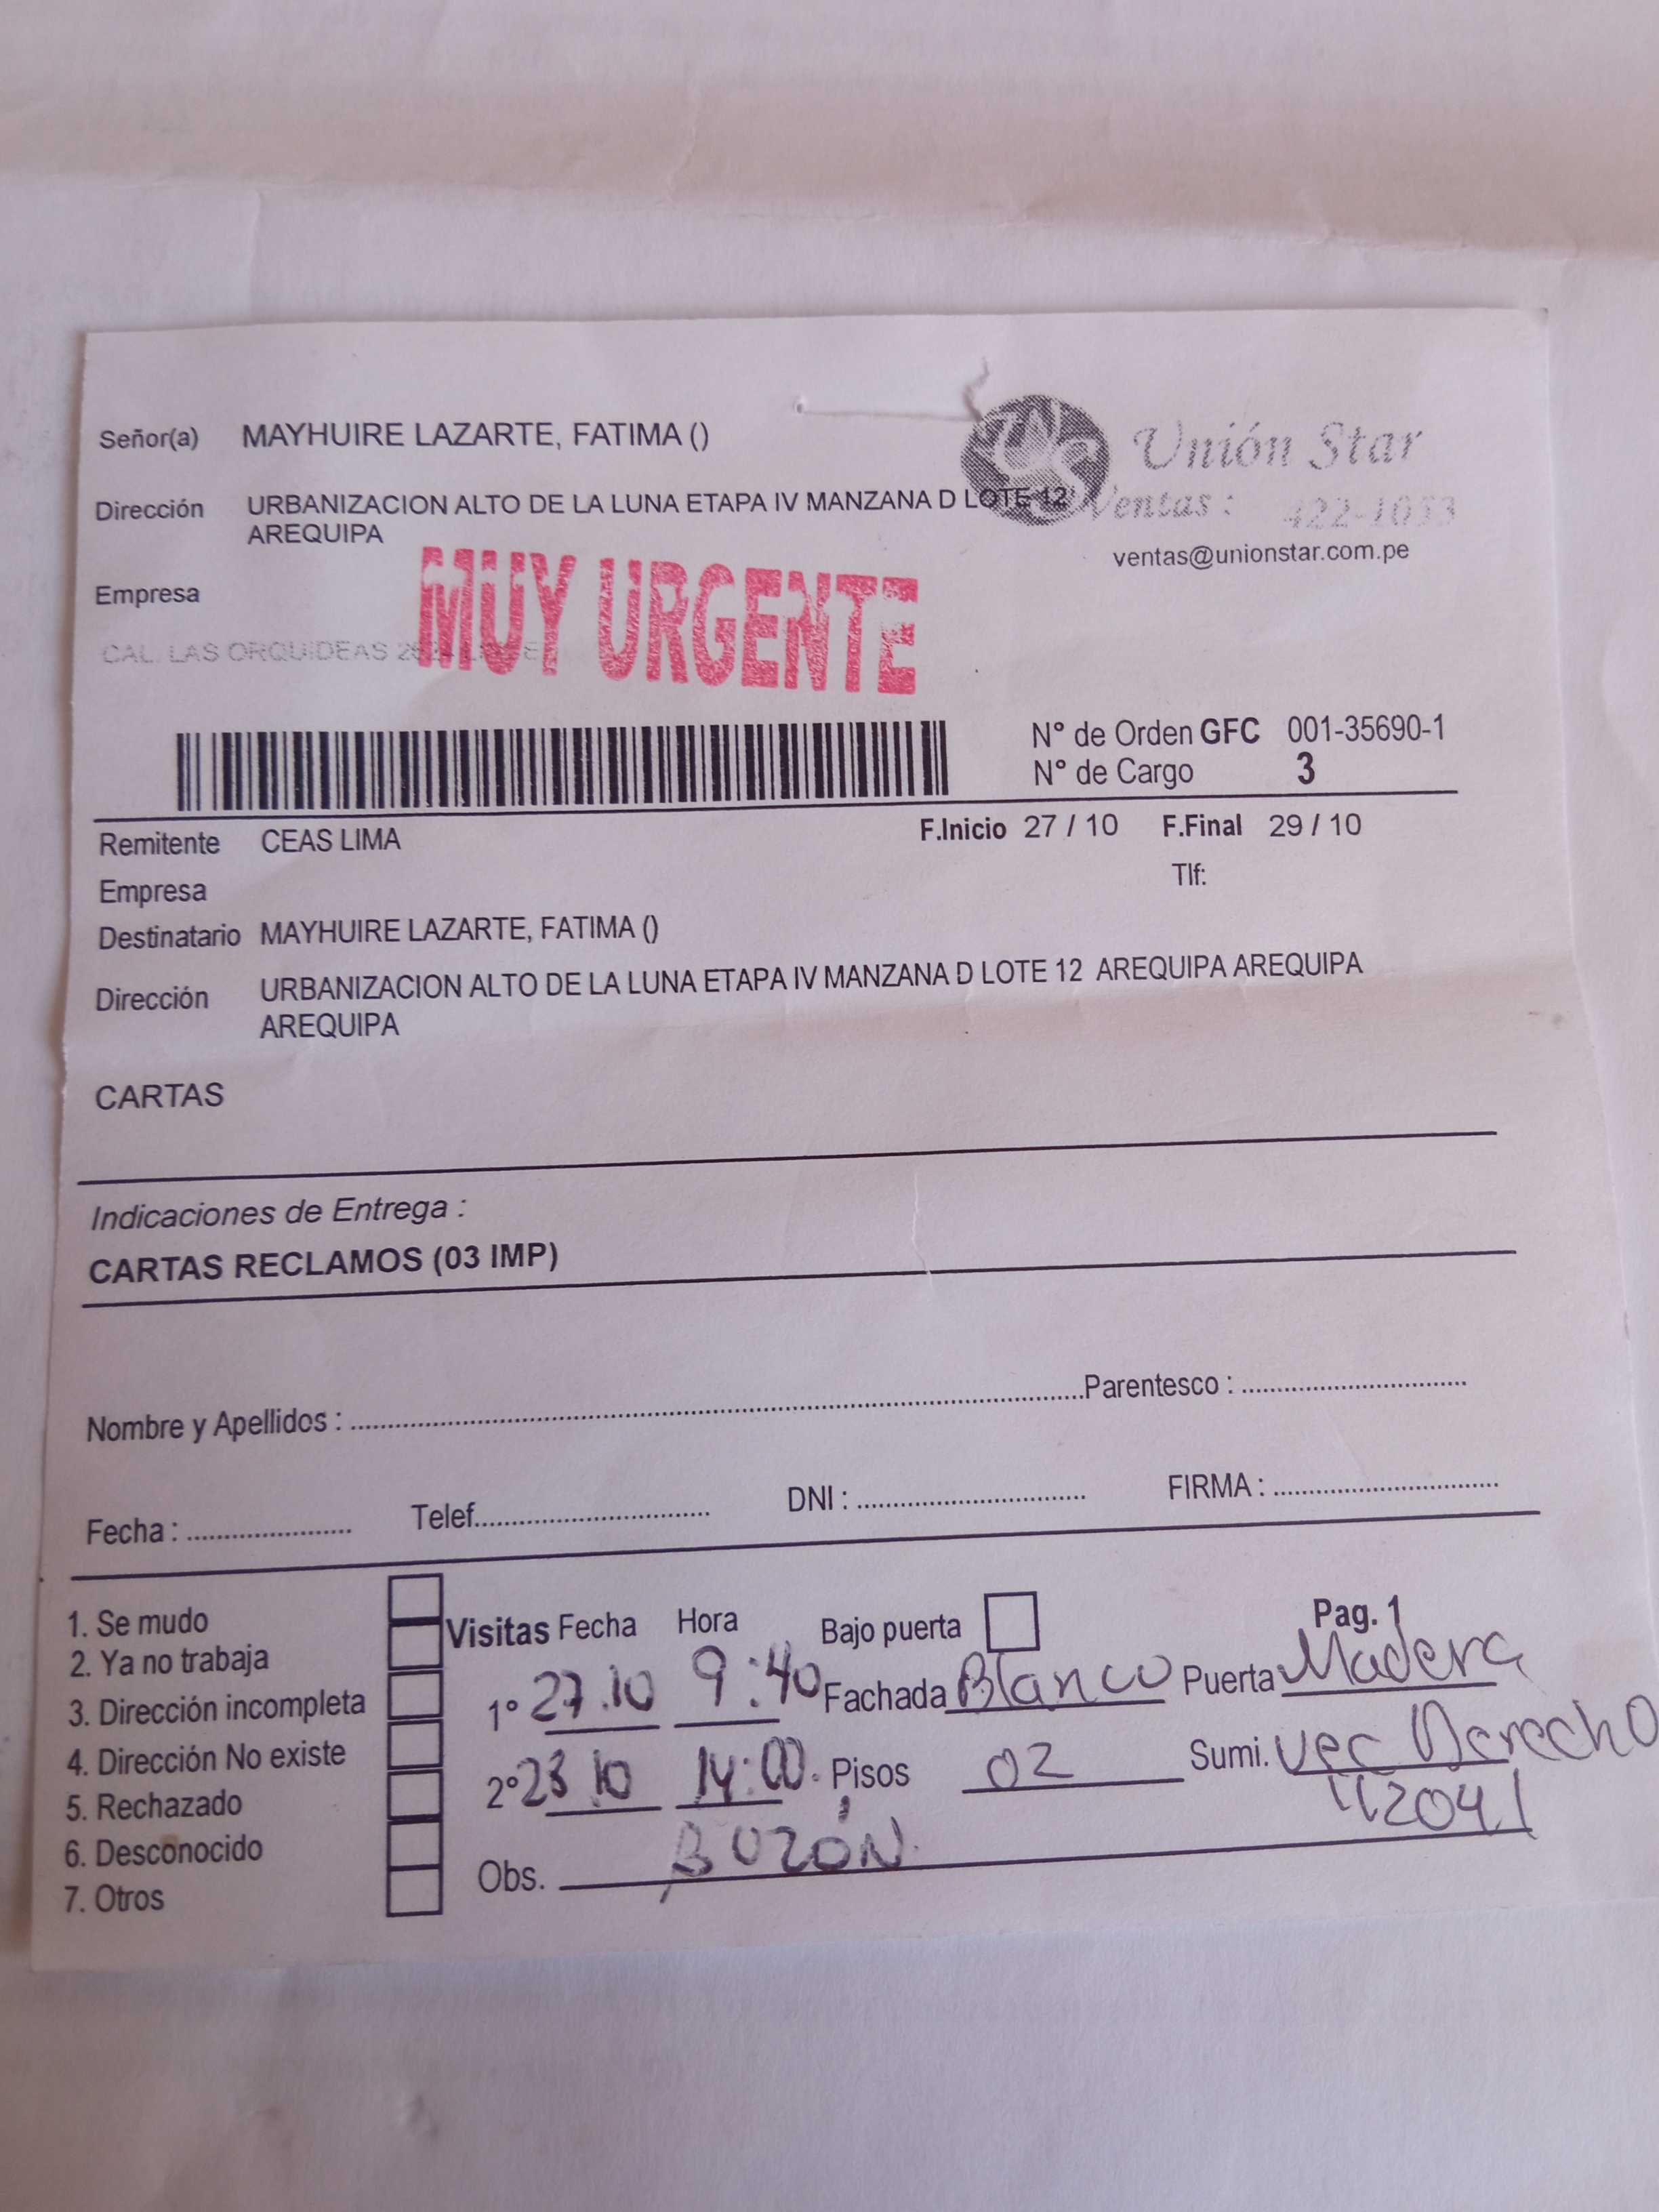 Señor(a) MAYHUIRE LAZARTE, FATIMA ()
Unión Star
Dirección URBANIZACION ALTO DE LA LUNA ETAPA IV MANZANA D LOTE 12
AREQUIPA
Ventas : 422-1053
ventas@unionstar.com.pe
Empresa
MUY URGENTE
CAL. LAS ORQUIDEAS
Nº de Orden GFC 001-35690-1
Nº de Cargo 3
Remitente CEAS LIMA F.Inicio 27 / 10 F.Final 29 / 10
Empresa Tlf:
Destinatario MAYHUIRE LAZARTE, FATIMA ()
Dirección URBANIZACION ALTO DE LA LUNA ETAPA IV MANZANA D LOTE 12 AREQUIPA AREQUIPA
AREQUIPA
CARTAS
Indicaciones de Entrega :
CARTAS RECLAMOS (03 IMP)
Nombre y Apellidos : Parentesco :
Fecha : Telef. DNI : FIRMA :
1. Se mudo
2. Ya no trabaja
3. Dirección incompleta
4. Dirección No existe
5. Rechazado
6. Desconocido
7. Otros
Visitas Fecha Hora Bajo puerta Pag. 1
1º 27.10 9:40 Fachada Blanco Puerta Madera
2º 14:00. Pisos 02 Sumi. Vec Derecho
112041
Obs. BUZÓN.